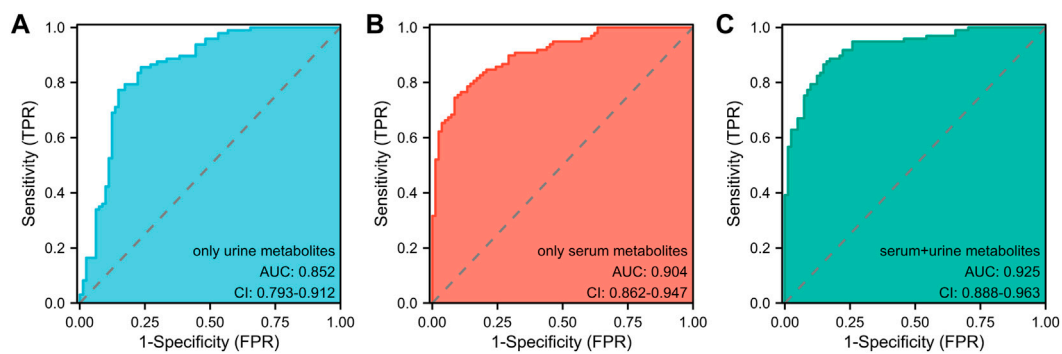 A
Sensitivity (TPR)
1.0
0.8
0.6
0.4
0.2
0.0
only urine metabolites
AUC: 0.852
CI: 0.793-0.912
0.00
0.25
0.50
0.75
1.00
1-Specificity (FPR)
B
Sensitivity (TPR)
1.0
0.8
0.6
0.4
0.2
0.0
only serum metabolites
AUC: 0.904
CI: 0.862-0.947
0.00
0.25
0.50
0.75
1.00
1-Specificity (FPR)
C
Sensitivity (TPR)
1.0
0.8
0.6
0.4
0.2
0.0
serum+urine metabolites
AUC: 0.925
CI: 0.888-0.963
0.00
0.25
0.50
0.75
1.00
1-Specificity (FPR)